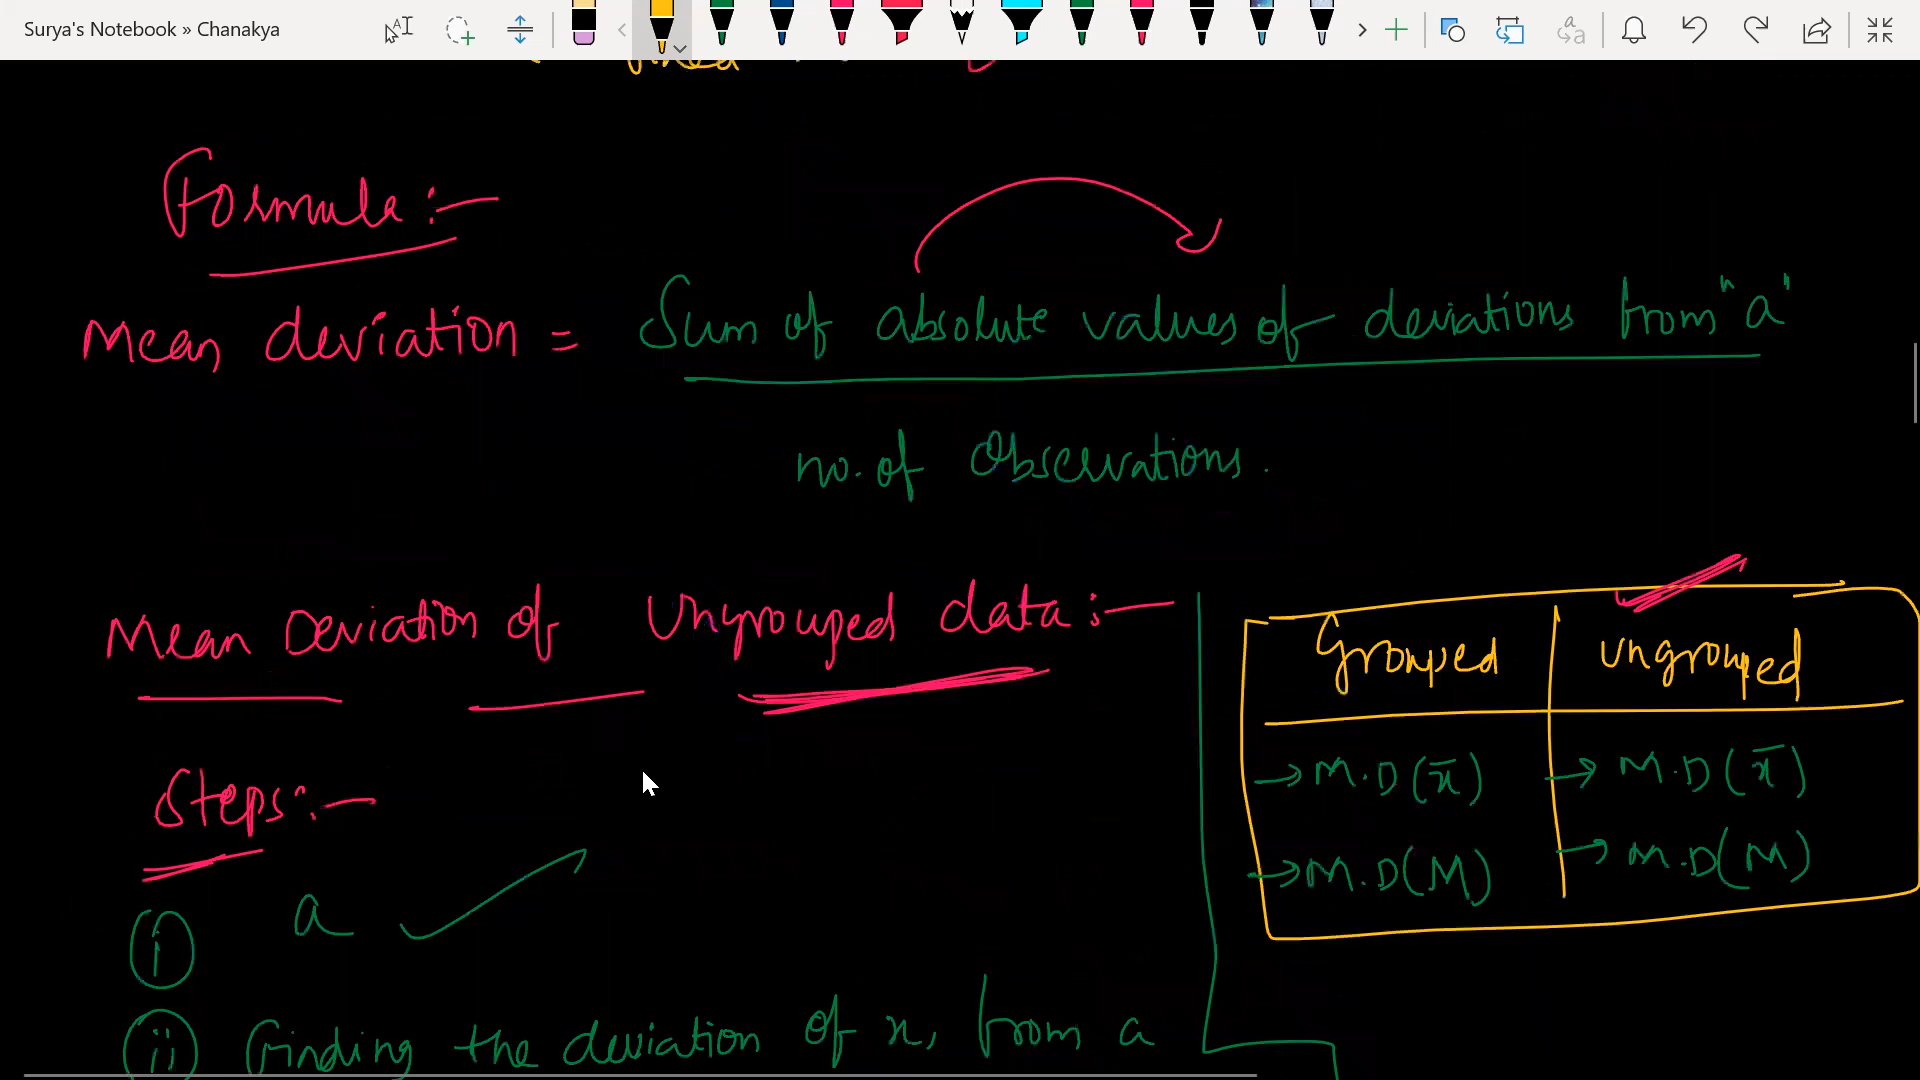 Surya's Notebook » Chanakya
fined
Formula:-
Mean deviation = Sum of absolute values of deviations from "a"
no. of Observations.
Mean Deviation of Ungrouped data:-
Grouped ungrouped
→ M.D(x̄) → M.D(x̄)
→ M.D(M) → M.D(M)
Steps:-
i a
ii Finding the deviation of x, from a